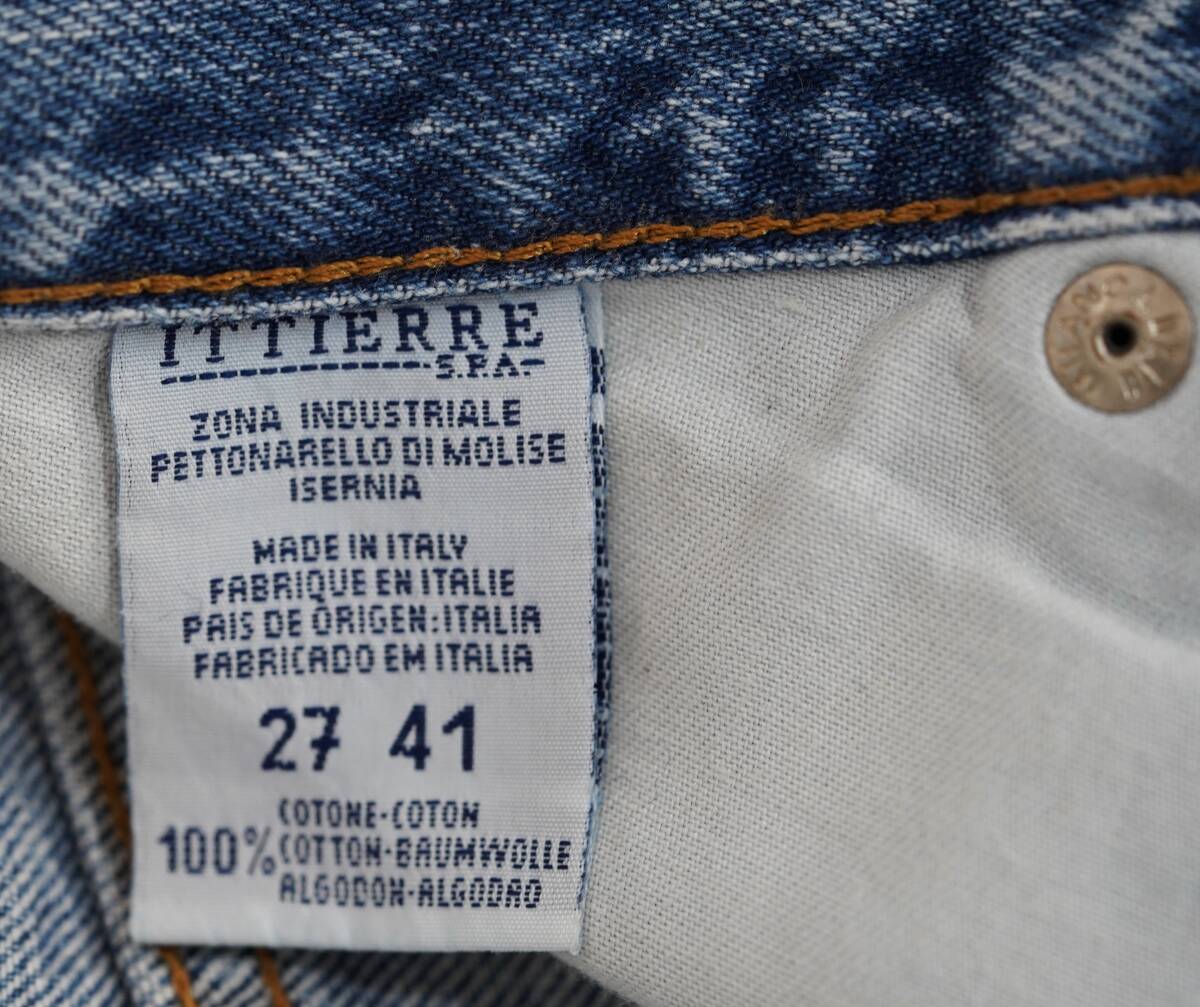 ITTIERRE
S.P.A.
ZONA INDUSTRIALE
PETTONARELLO DI MOLISE
ISERNIA
MADE IN ITALY
FABRIQUE EN ITALIE
PAIS DE ORIGEN:ITALIA
FABRICADO EM ITALIA
27 41
COTONE-COTON
100% COTTON-BAUMWOLLE
ALGODON-ALGODAO